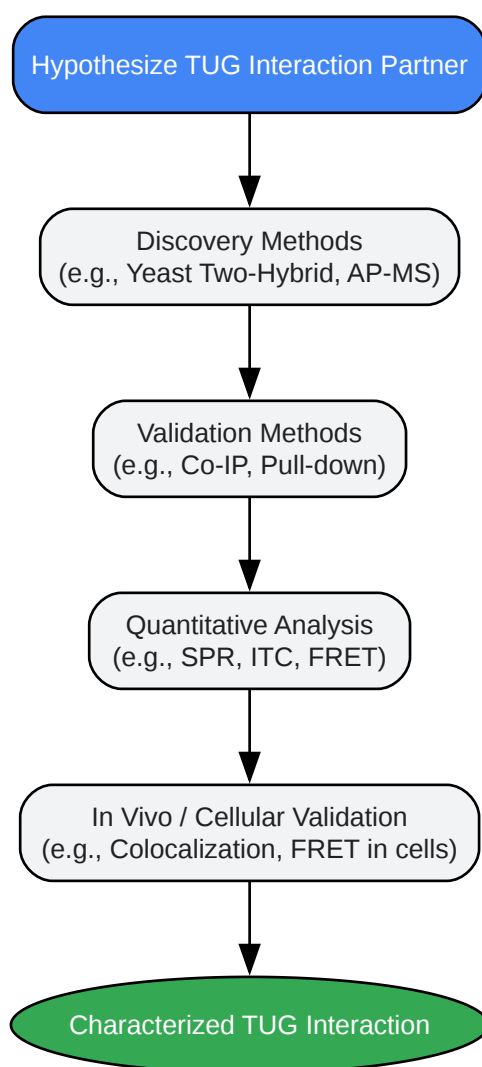 Hypothesize TUG Interaction Partner
Discovery Methods
(e.g., Yeast Two-Hybrid, AP-MS)
Validation Methods
(e.g., Co-IP, Pull-down)
Quantitative Analysis
(e.g., SPR, ITC, FRET)
In Vivo / Cellular Validation
(e.g., Colocalization, FRET in cells)
Characterized TUG Interaction